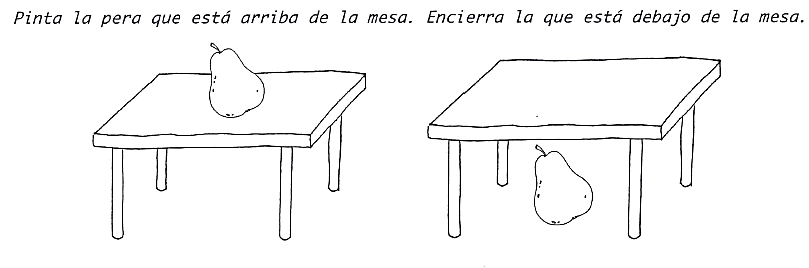 Pinta la pera que está arriba de la mesa. Encierra la que está debajo de la mesa.